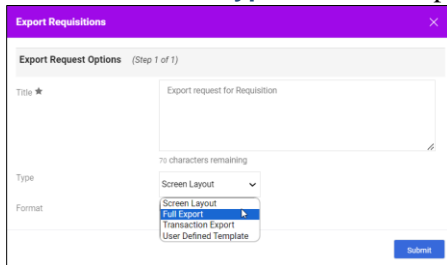 Export Requisitions
Export Request Options (Step 1 of 1)
Title ★
Export request for Requisition
70 characters remaining
Type
Screen Layout
Format
Screen Layout
Full Export
Transaction Export
User Defined Template
Submit